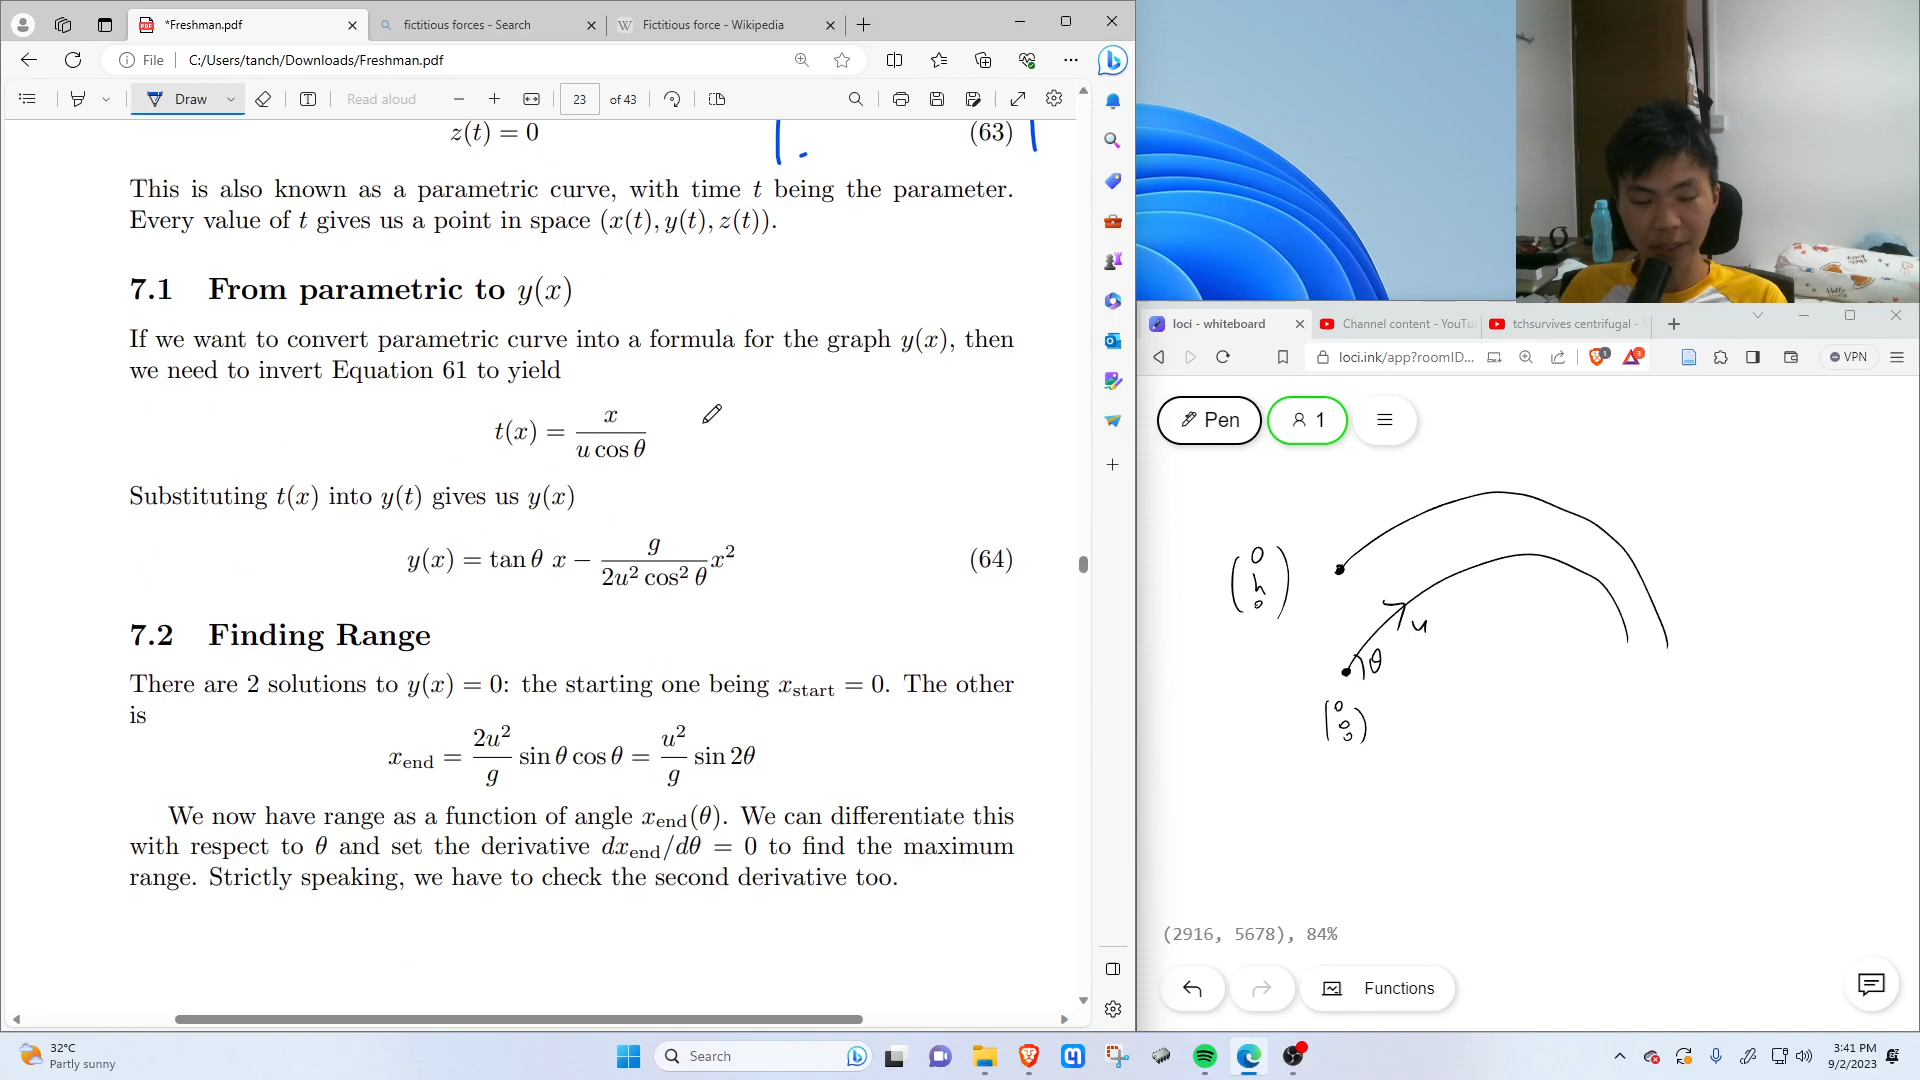 *Freshman.pdf
fictitious forces - Search
Fictitious force - Wikipedia
File
C:/Users/tanch/Downloads/Freshman.pdf
Draw
Read aloud
23
of 43
z(t) = 0
(63)
This is also known as a parametric curve, with time t being the parameter.
Every value of t gives us a point in space (x(t), y(t), z(t)).
7.1 From parametric to y(x)
If we want to convert parametric curve into a formula for the graph y(x), then
we need to invert Equation 61 to yield
t(x) = x / (u cos θ)
Substituting t(x) into y(t) gives us y(x)
y(x) = tan θ x − g / (2u² cos² θ) x²
(64)
7.2 Finding Range
There are 2 solutions to y(x) = 0: the starting one being x_start = 0. The other
is
x_end = 2u²/g sin θ cos θ = u²/g sin 2θ
We now have range as a function of angle x_end(θ). We can differentiate this
with respect to θ and set the derivative dx_end/dθ = 0 to find the maximum
range. Strictly speaking, we have to check the second derivative too.
loci - whiteboard
Channel content - YouTu
tchsurvives centrifugal -
loci.ink/app?roomID...
VPN
Pen
1
0
h
0
u
θ
0
0
0
(2916, 5678), 84%
Functions
32°C
Partly sunny
Search
3:41 PM
9/2/2023